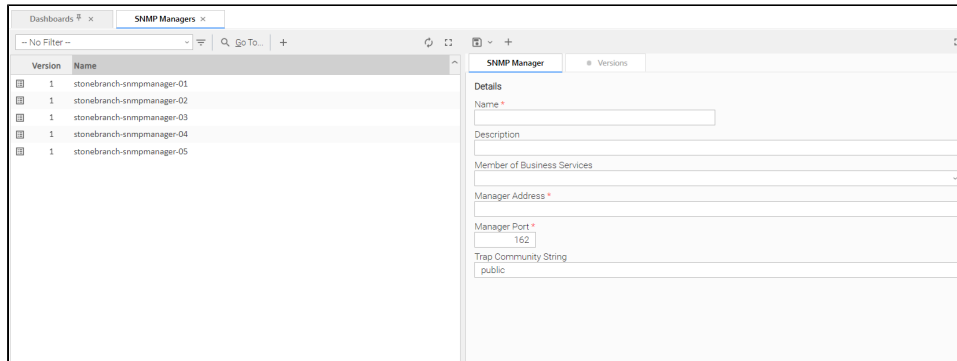 Dashboards SNMP Managers
-- No Filter -- Go To...
Version Name
1 stonebranch-snmpmanager-01
1 stonebranch-snmpmanager-02
1 stonebranch-snmpmanager-03
1 stonebranch-snmpmanager-04
1 stonebranch-snmpmanager-05
SNMP Manager Versions
Details
Name *
Description
Member of Business Services
Manager Address *
Manager Port *
162
Trap Community String
public